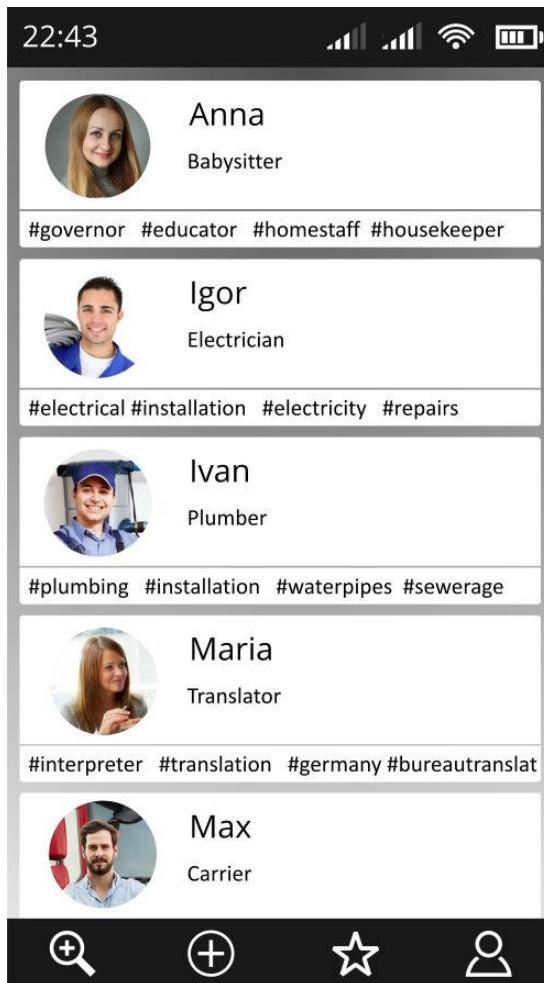 22:43
Anna
Babysitter
#governor #educator #homestaff #housekeeper
Igor
Electrician
#electrical #installation #electricity #repairs
Ivan
Plumber
#plumbing #installation #waterpipes #sewerage
Maria
Translator
#interpreter #translation #germany #bureautranslat
Max
Carrier